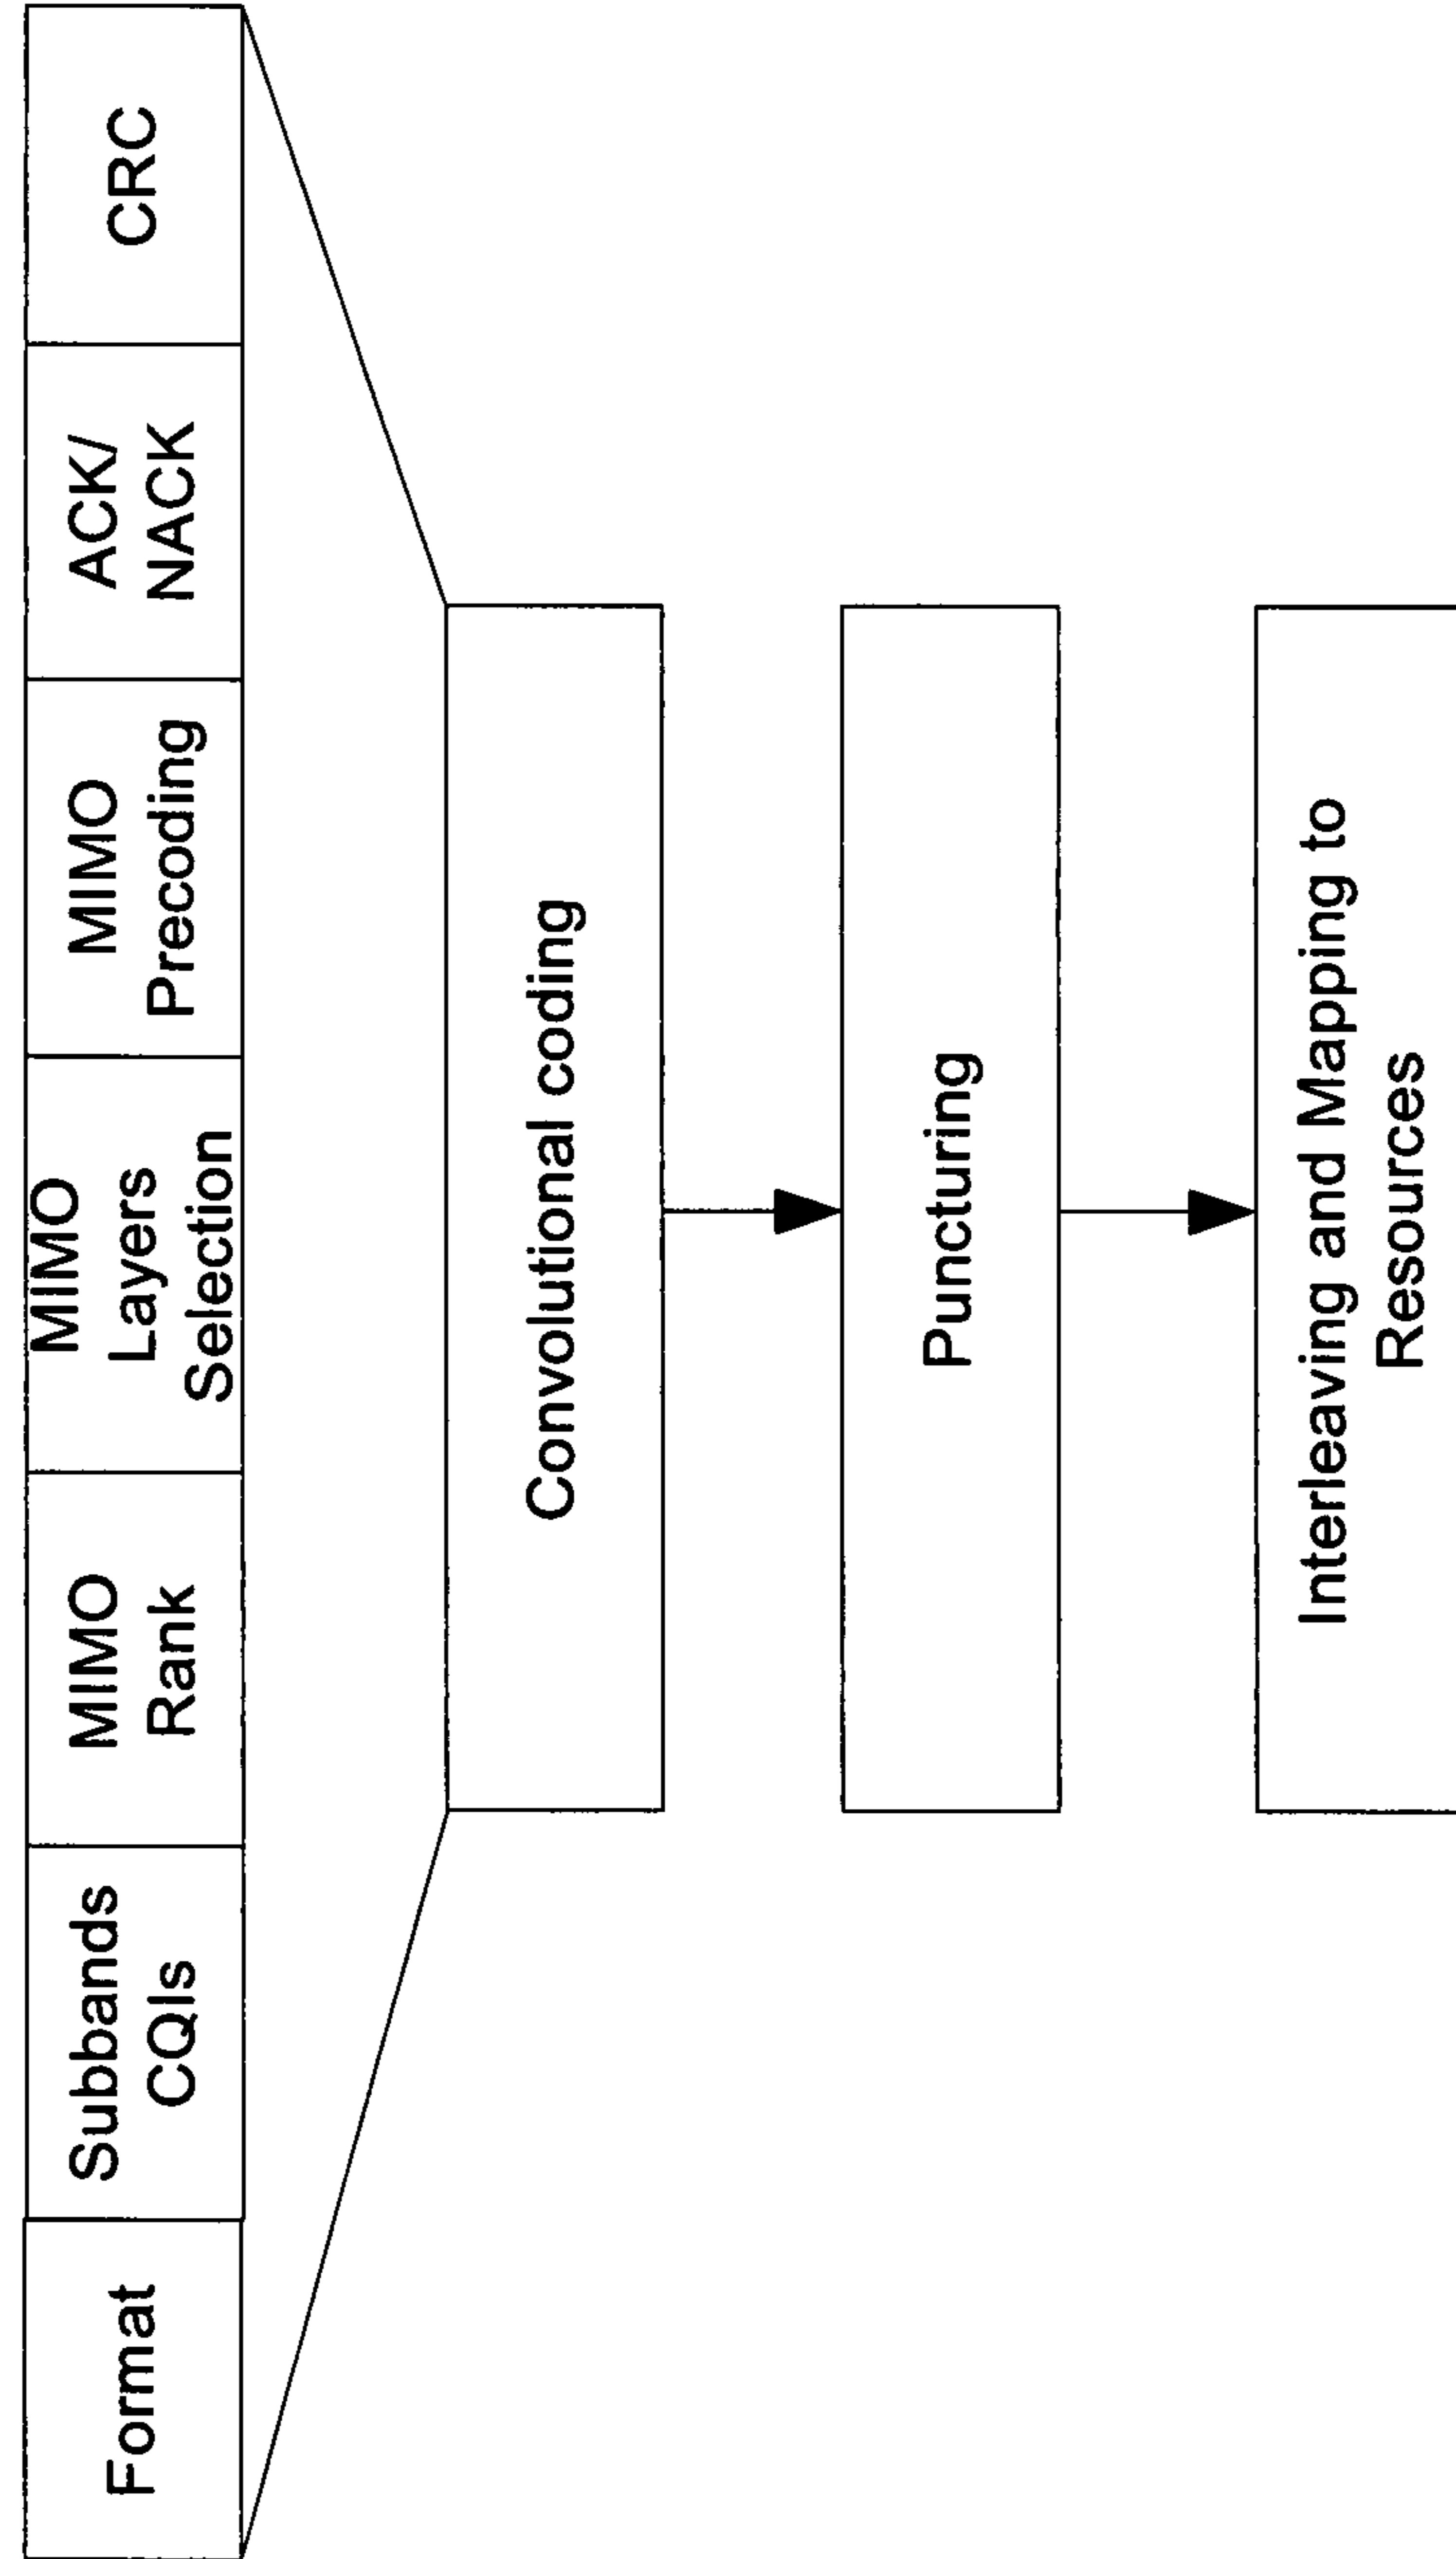 Format
Subbands
CQIs
MIMO
Rank
MIMO
Layers
Selection
MIMO
Precoding
ACK/
NACK
CRC
Convolutional coding
Puncturing
Interleaving and Mapping to
Resources